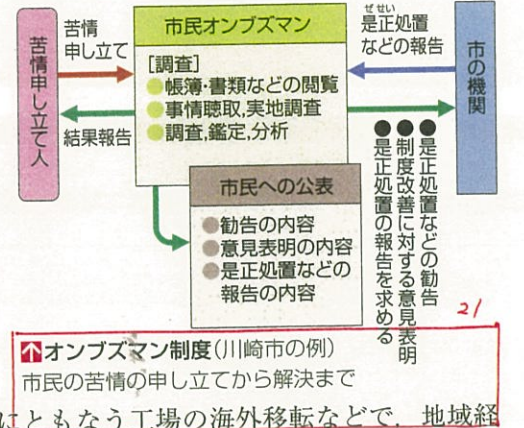 苦情申し立て人
苦情
申し立て
結果報告
市民オンブズマン
[調査]
●帳簿・書類などの閲覧
●事情聴取,実地調査
●調査,鑑定,分析
ぜせい
是正処置
などの報告
市の機関
●是正処置などの勧告
●制度改善に対する意見表明
●是正処置の報告を求める
市民への公表
●勧告の内容
●意見表明の内容
●是正処置などの
報告の内容
21
オンブズマン制度(川崎市の例)
市民の苦情の申し立てから解決まで
にともなう工場の海外移転などで,地域経